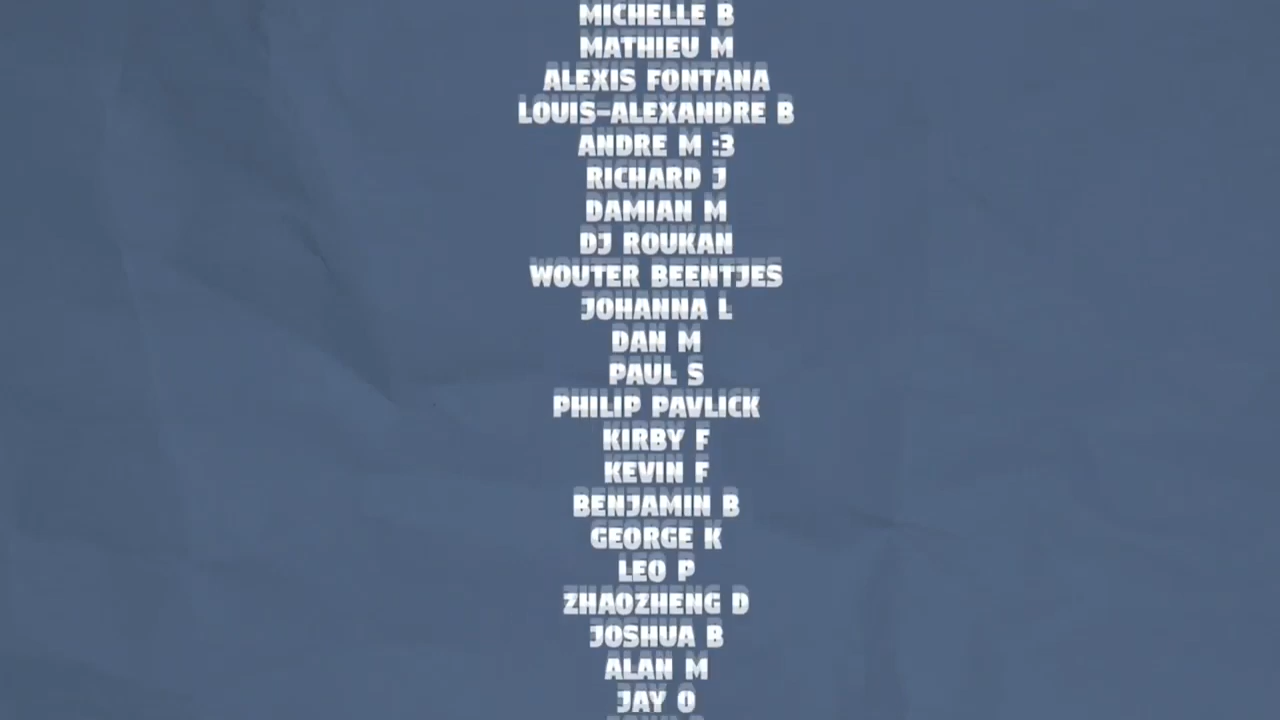 MICHELLE B
MATHIEU M
ALEXIS FONTANA
LOUIS-ALEXANDRE B
ANDRE M :3
RICHARD J
DAMIAN M
DJ ROUKAN
WOUTER BEENTJES
JOHANNA L
DAN M
PAUL S
PHILIP PAVLICK
KIRBY F
KEVIN F
BENJAMIN B
GEORGE K
LEO P
ZHAOZHENG D
JOSHUA B
ALAN M
JAY O